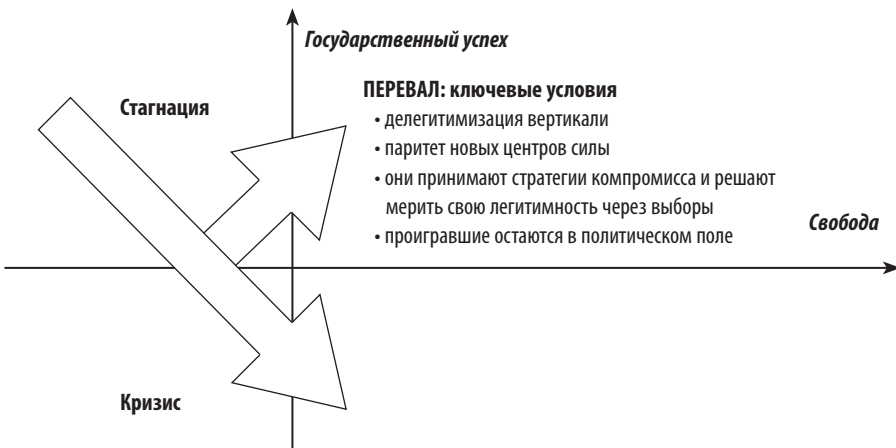 Государственный успех
Стагнация
ПЕРЕВАЛ: ключевые условия
• делегитимизация вертикали
• паритет новых центров силы
• они принимают стратегии компромисса и решают
мерить свою легитимность через выборы
• проигравшие остаются в политическом поле
Свобода
Кризис